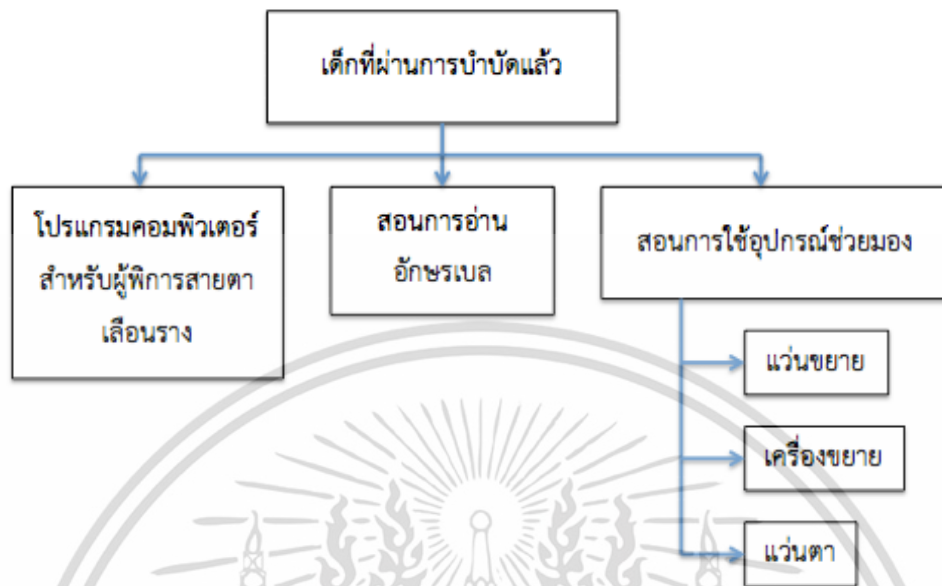 เด็กที่ผ่านการบำบัดแล้ว
โปรแกรมคอมพิวเตอร์
สำหรับผู้พิการสายตา
เลือนราง
สอนการอ่าน
อักษรเบล
สอนการใช้อุปกรณ์ช่วยมอง
แว่นขยาย
เครื่องขยาย
แว่นตา